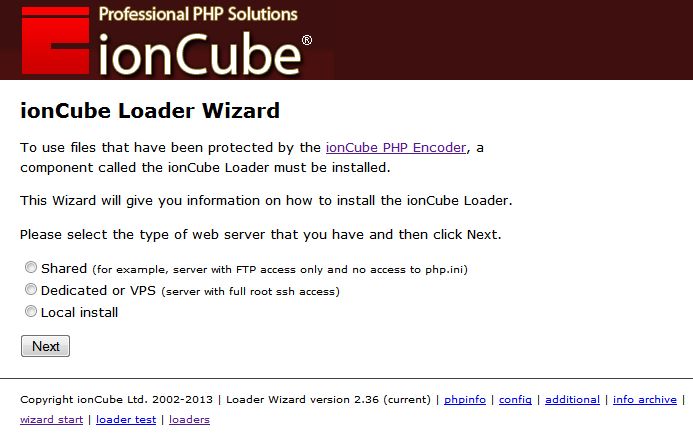 Professional PHP Solutions
ionCube®
ionCube Loader Wizard
To use files that have been protected by the ionCube PHP Encoder, a
component called the ionCube Loader must be installed.
This Wizard will give you information on how to install the ionCube Loader.
Please select the type of web server that you have and then click Next.
Shared (for example, server with FTP access only and no access to php.ini)
Dedicated or VPS (server with full root ssh access)
Local install
Next
Copyright ionCube Ltd. 2002-2013 | Loader Wizard version 2.36 (current) | phpinfo | config | additional | info archive |
wizard start | loader test | loaders